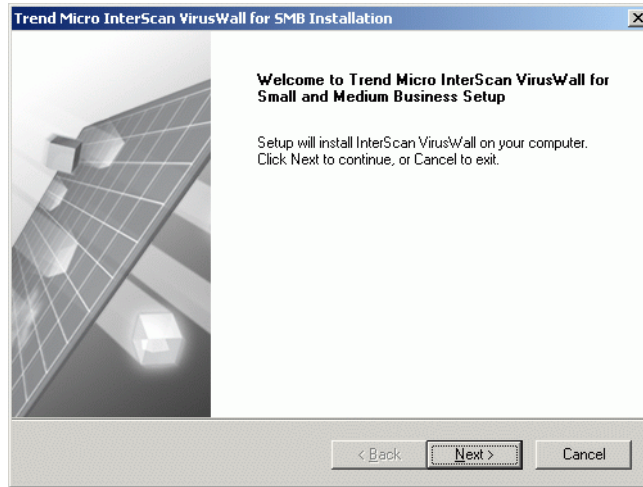 Trend Micro InterScan VirusWall for SMB Installation
Welcome to Trend Micro InterScan VirusWall for
Small and Medium Business Setup
Setup will install InterScan VirusWall on your computer.
Click Next to continue, or Cancel to exit.
< Back
Next >
Cancel